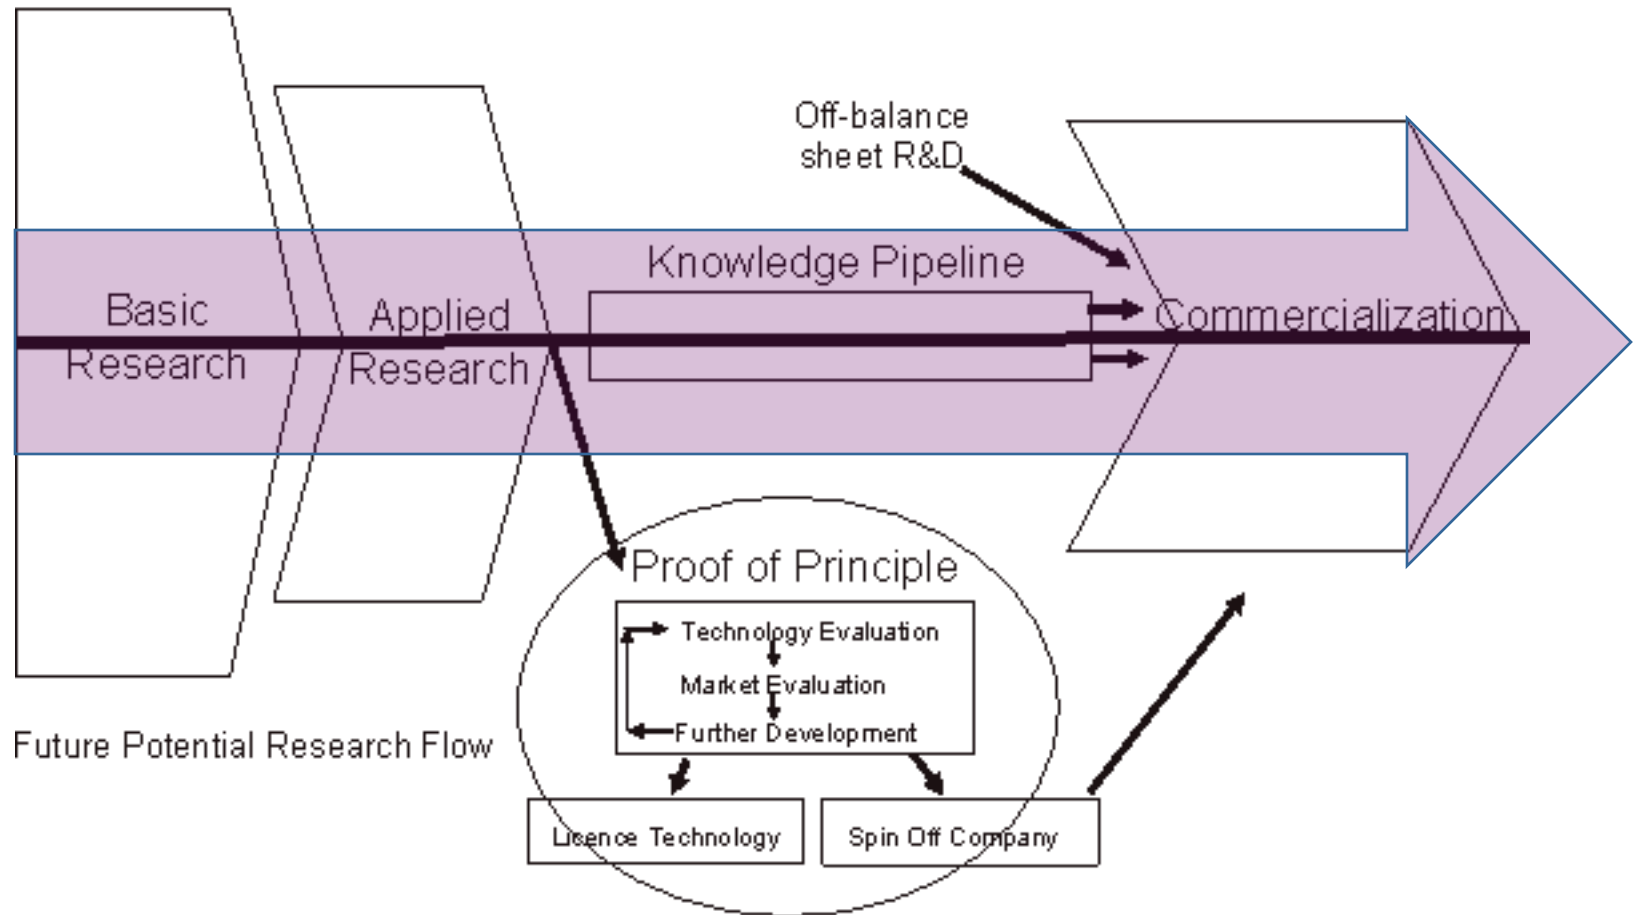 Off-balance
sheet R&D
Knowledge Pipeline
Basic
Research
Applied
Research
Commercialization
Proof of Principle
Technology Evaluation
Market Evaluation
Further Development
Future Potential Research Flow
Licence Technology
Spin Off Company